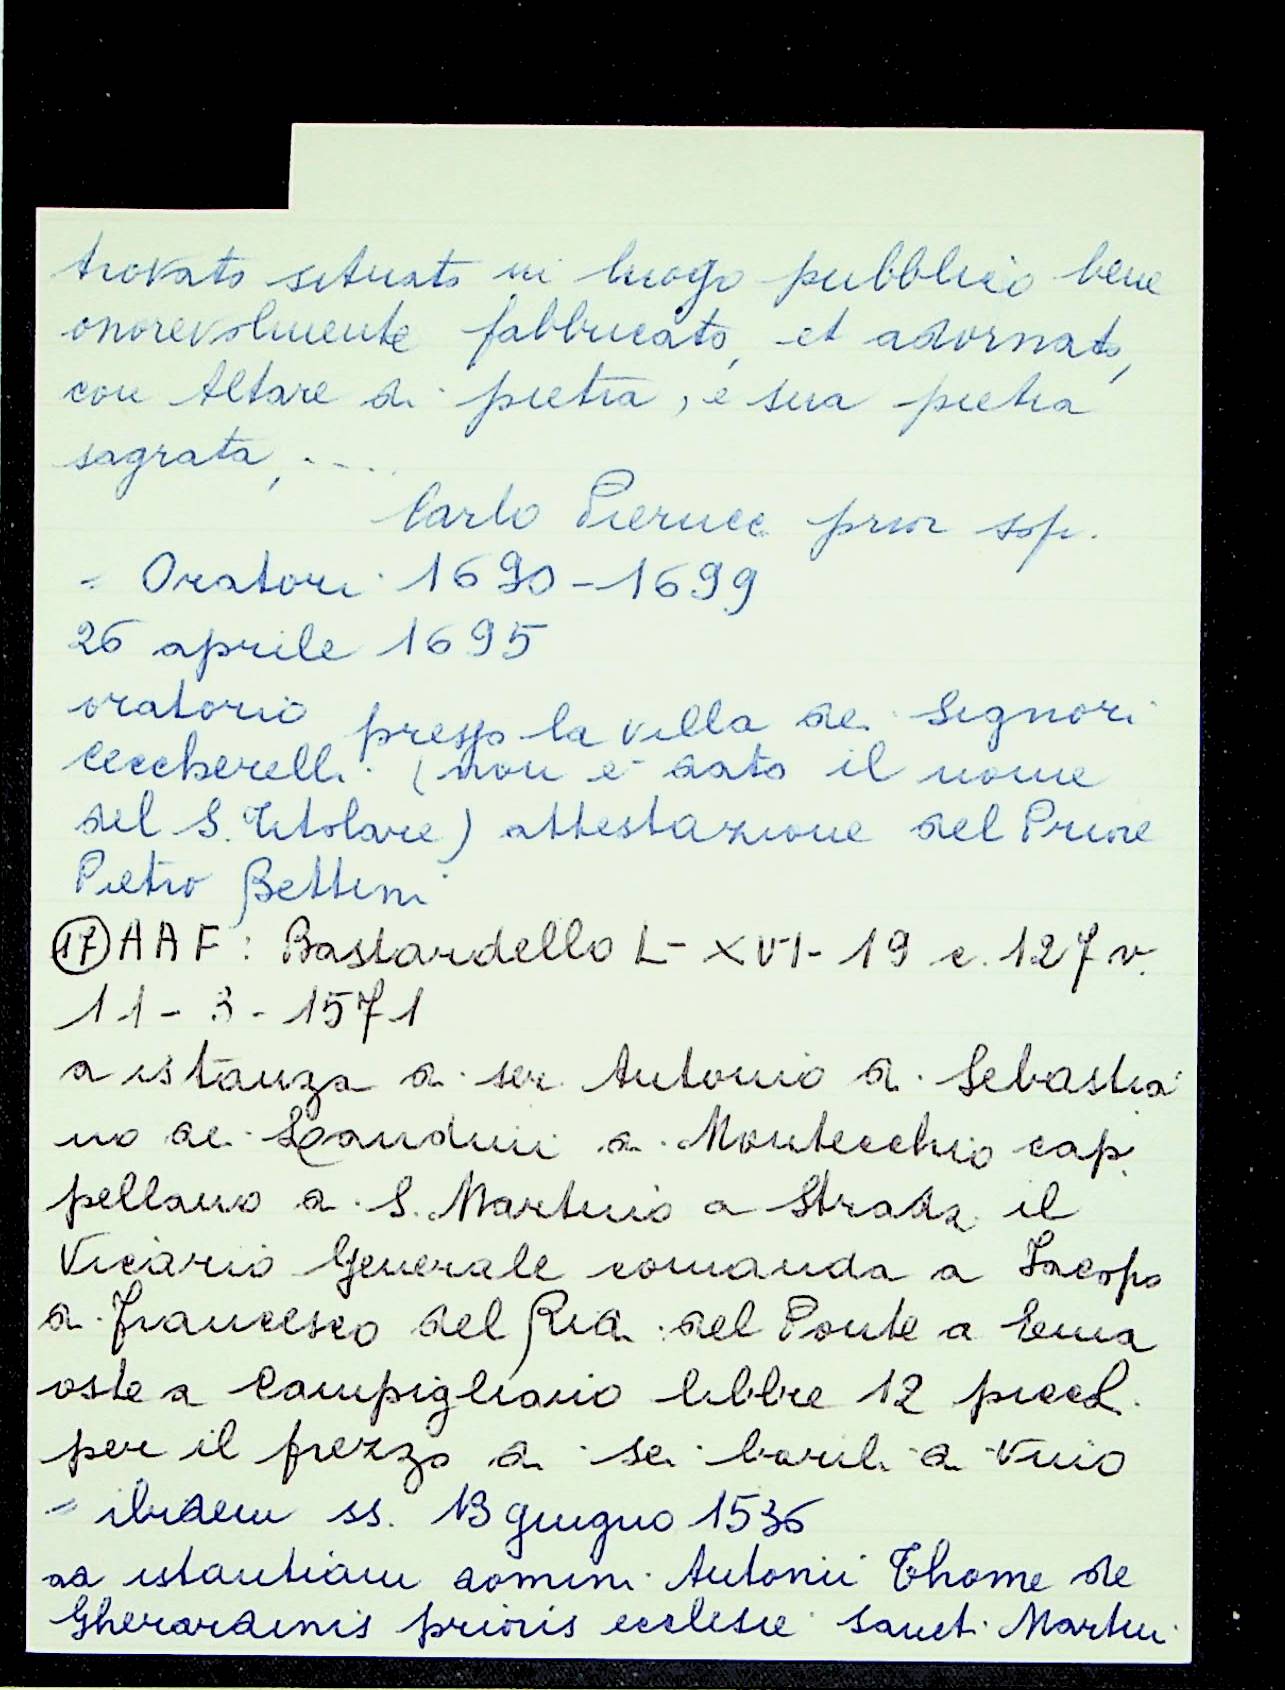 trovato situato in luogo pubblico bene
onorevolmente fabbricato, et adornato,
con Altare di pietra, e sua pietra
sagrata, ....
Carlo Pierucci prior sop.
= Oratori 1690-1699
26 aprile 1695
oratorio presso la villa dei Signori
Ceccherelli (non è dato il nome
del S. Titolare) attestazione del Priore
Pietro Bettini
(17) AAF: Bastardello L-XVI-19 c. 127 v.
11-3-1571
a istanza di ser Antonio di Sebastia
no dei Landini di Montecchio cap
pellano di S. Martino a Strada il
Vicario Generale comanda a Iacopo
di Francesco del Ria del Ponte a Ema
oste a Campigliano libbre 12 piccol.
per il prezzo di sei barili di vino
= ibidem ss. 13 giugno 1536
ad istantiam domini Antonii Thome de
Gherardinis prioris ecclesie sancti Martini